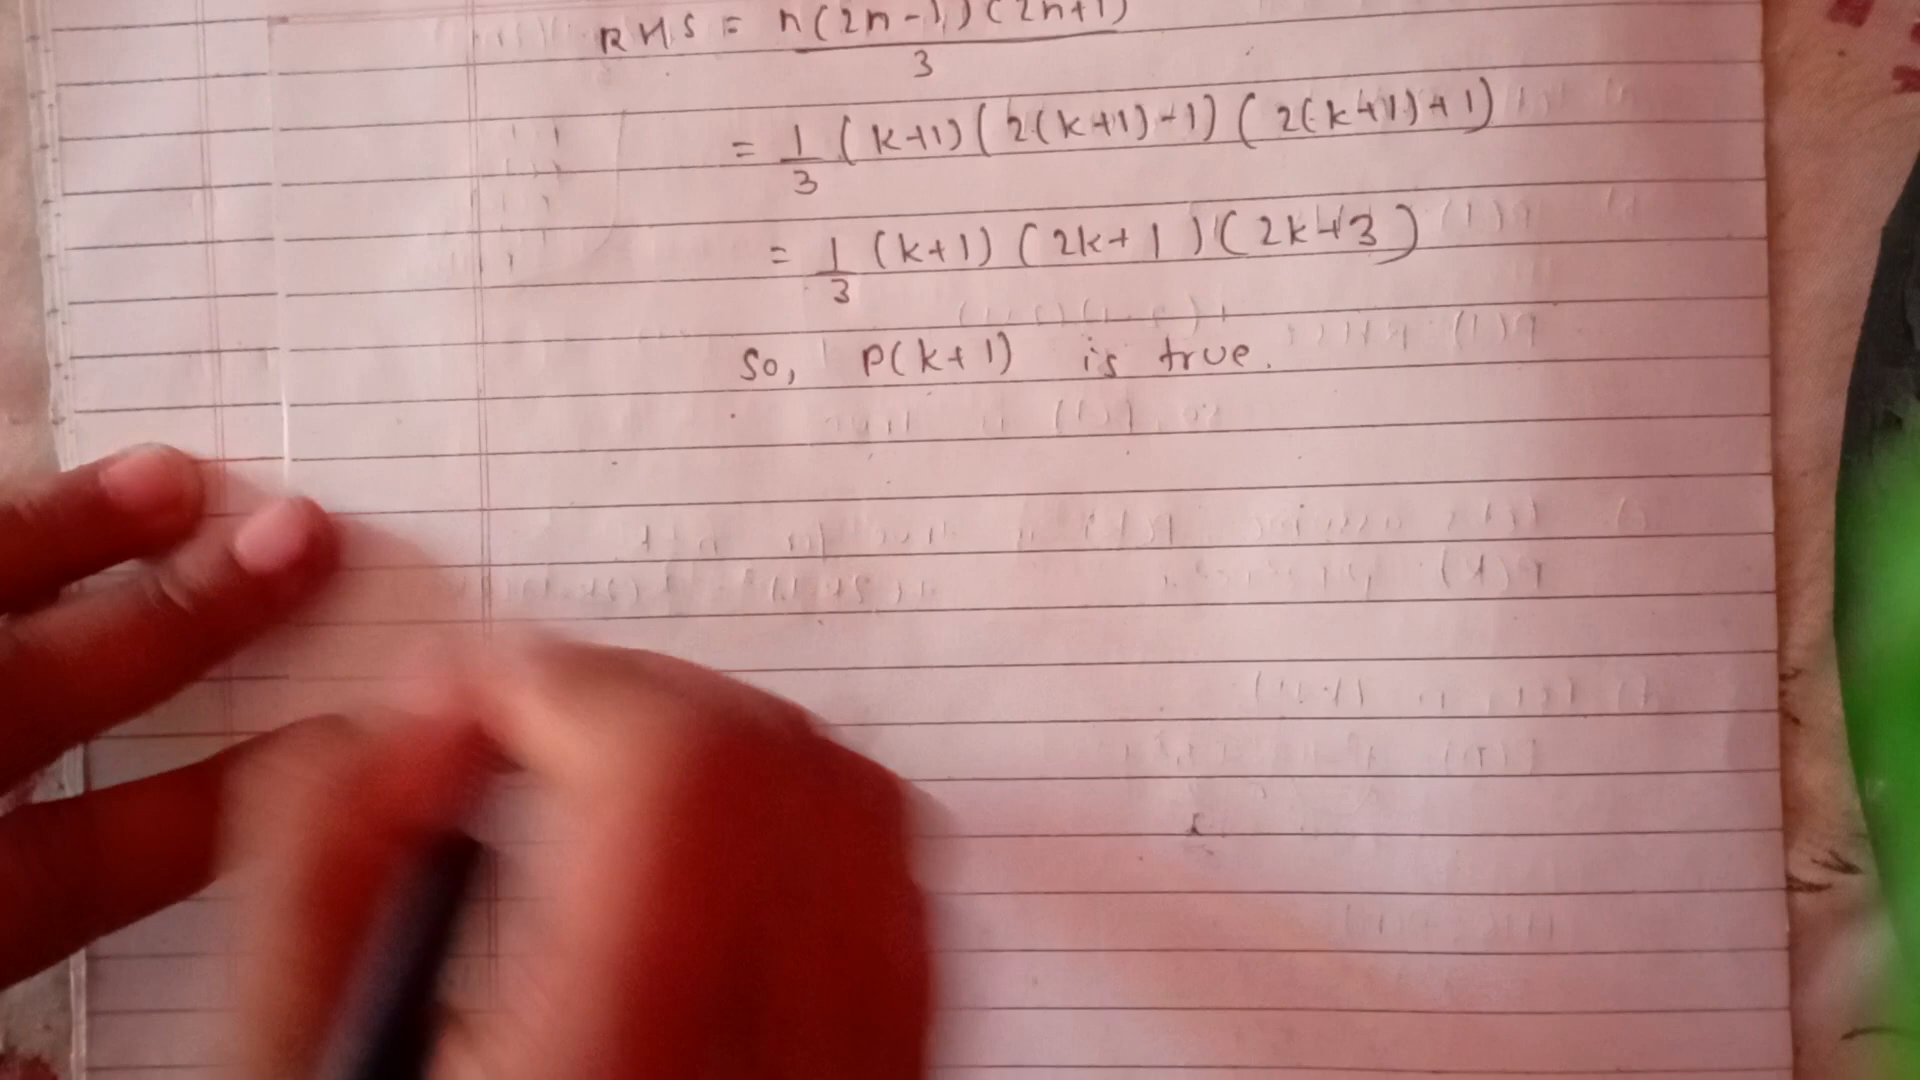 RHS = n(2n-1)(2n+1)
3
= 1/3 (k+1)(2(k+1)-1)(2(k+1)+1)
= 1/3 (k+1)(2k+1)(2k+3)
So, P(k+1) is true.